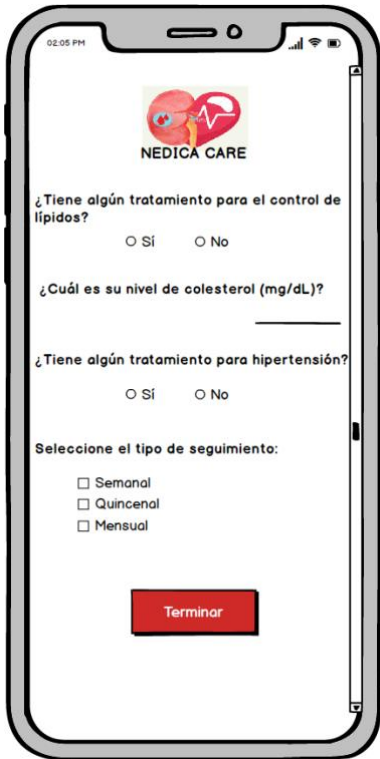 02:05 PM
NEDICA CARE
¿Tiene algún tratamiento para el control de
lípidos?
Sí No
¿Cuál es su nivel de colesterol (mg/dL)?
¿Tiene algún tratamiento para hipertensión?
Sí No
Seleccione el tipo de seguimiento:
Semanal
Quincenal
Mensual
Terminar